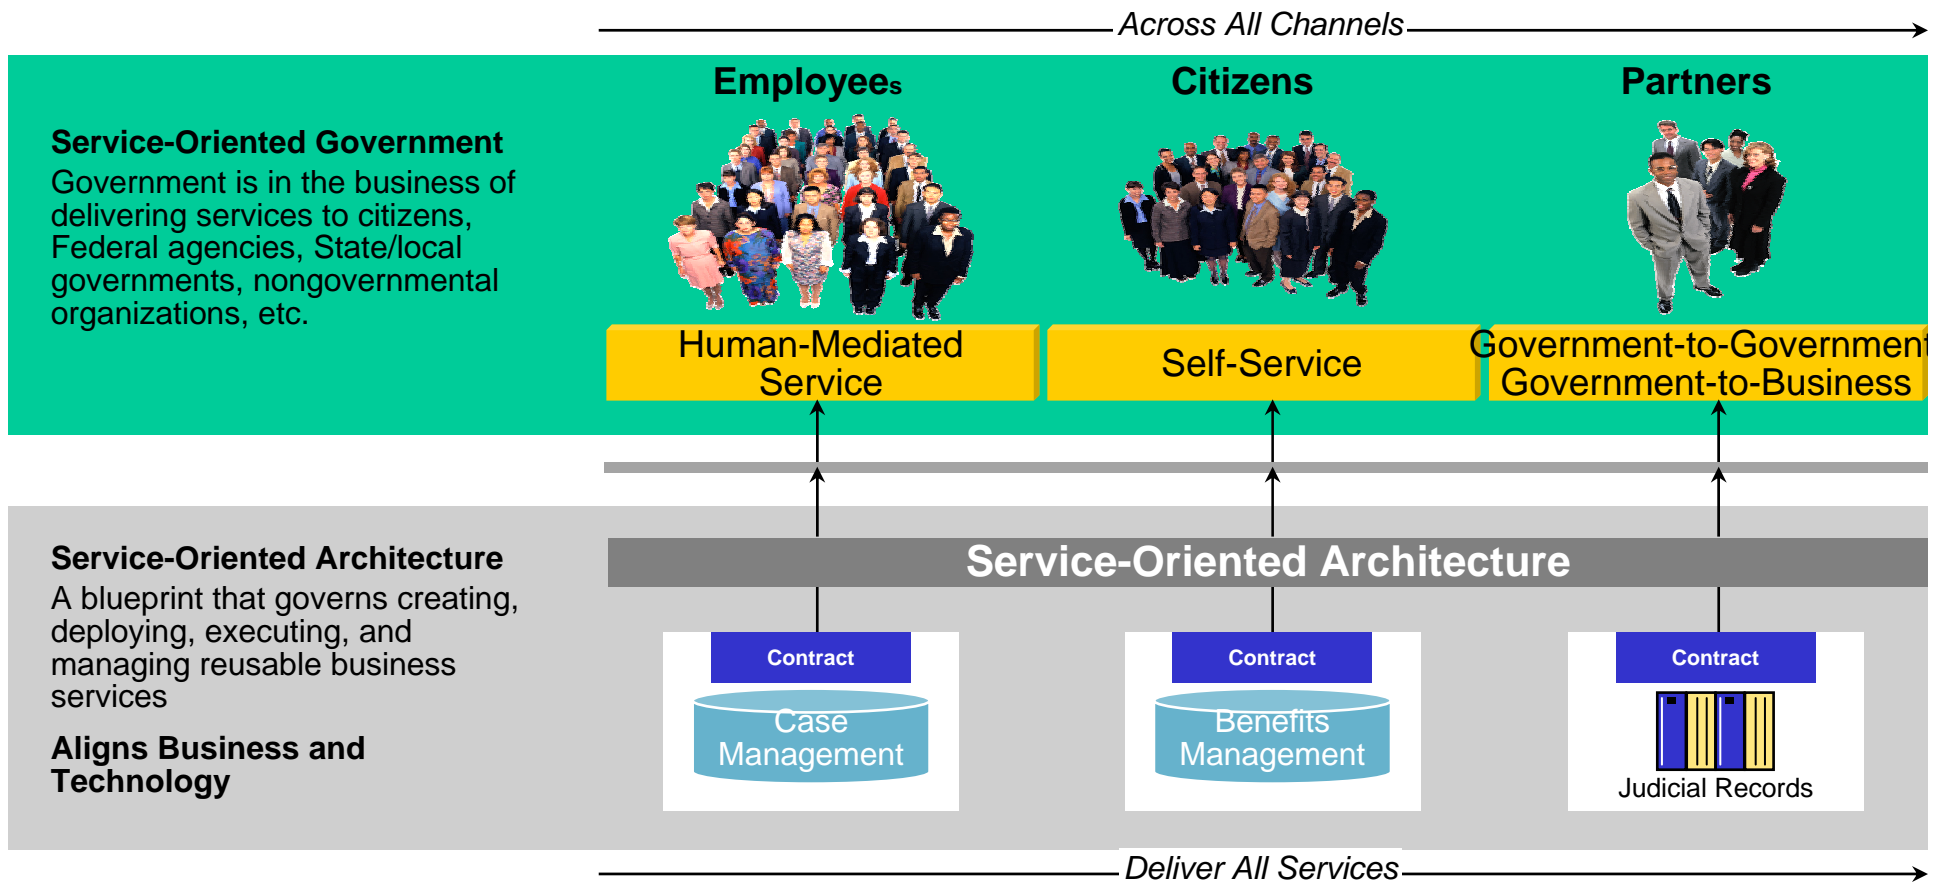 Across All Channels
Employees
Citizens
Partners
Service-Oriented Government
Government is in the business of
delivering services to citizens,
Federal agencies, State/local
governments, nongovernmental
organizations, etc.
Human-Mediated
Service
Self-Service
Government-to-Government
Government-to-Business
Service-Oriented Architecture
A blueprint that governs creating,
deploying, executing, and
managing reusable business
services
Aligns Business and
Technology
Service-Oriented Architecture
Contract
Case
Management
Contract
Benefits
Management
Contract
Judicial Records
Deliver All Services